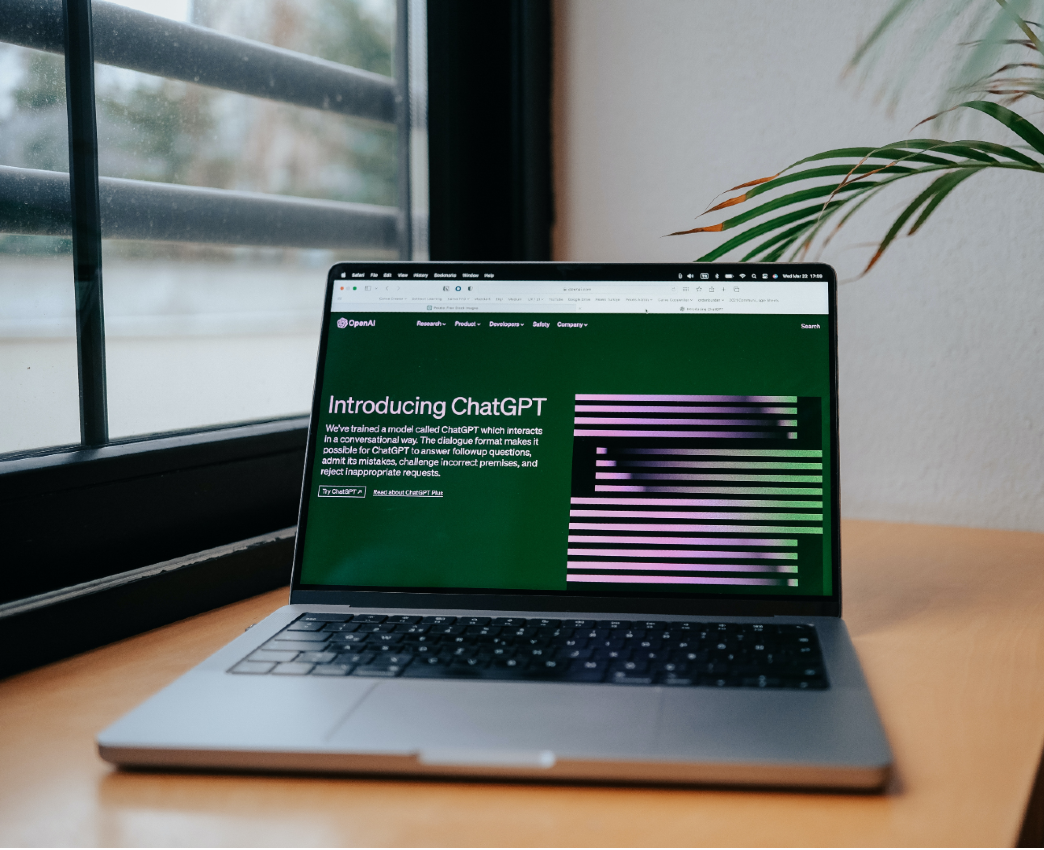 Safari File Edit View History Bookmarks Window Help
Wed Mar 22 17:09
Introducing ChatGPT
OpenAI
Research Product Developers Safety Company
Search
Introducing ChatGPT
We've trained a model called ChatGPT which interacts
in a conversational way. The dialogue format makes it
possible for ChatGPT to answer followup questions,
admit its mistakes, challenge incorrect premises, and
reject inappropriate requests.
Try ChatGPT Read about ChatGPT Plus